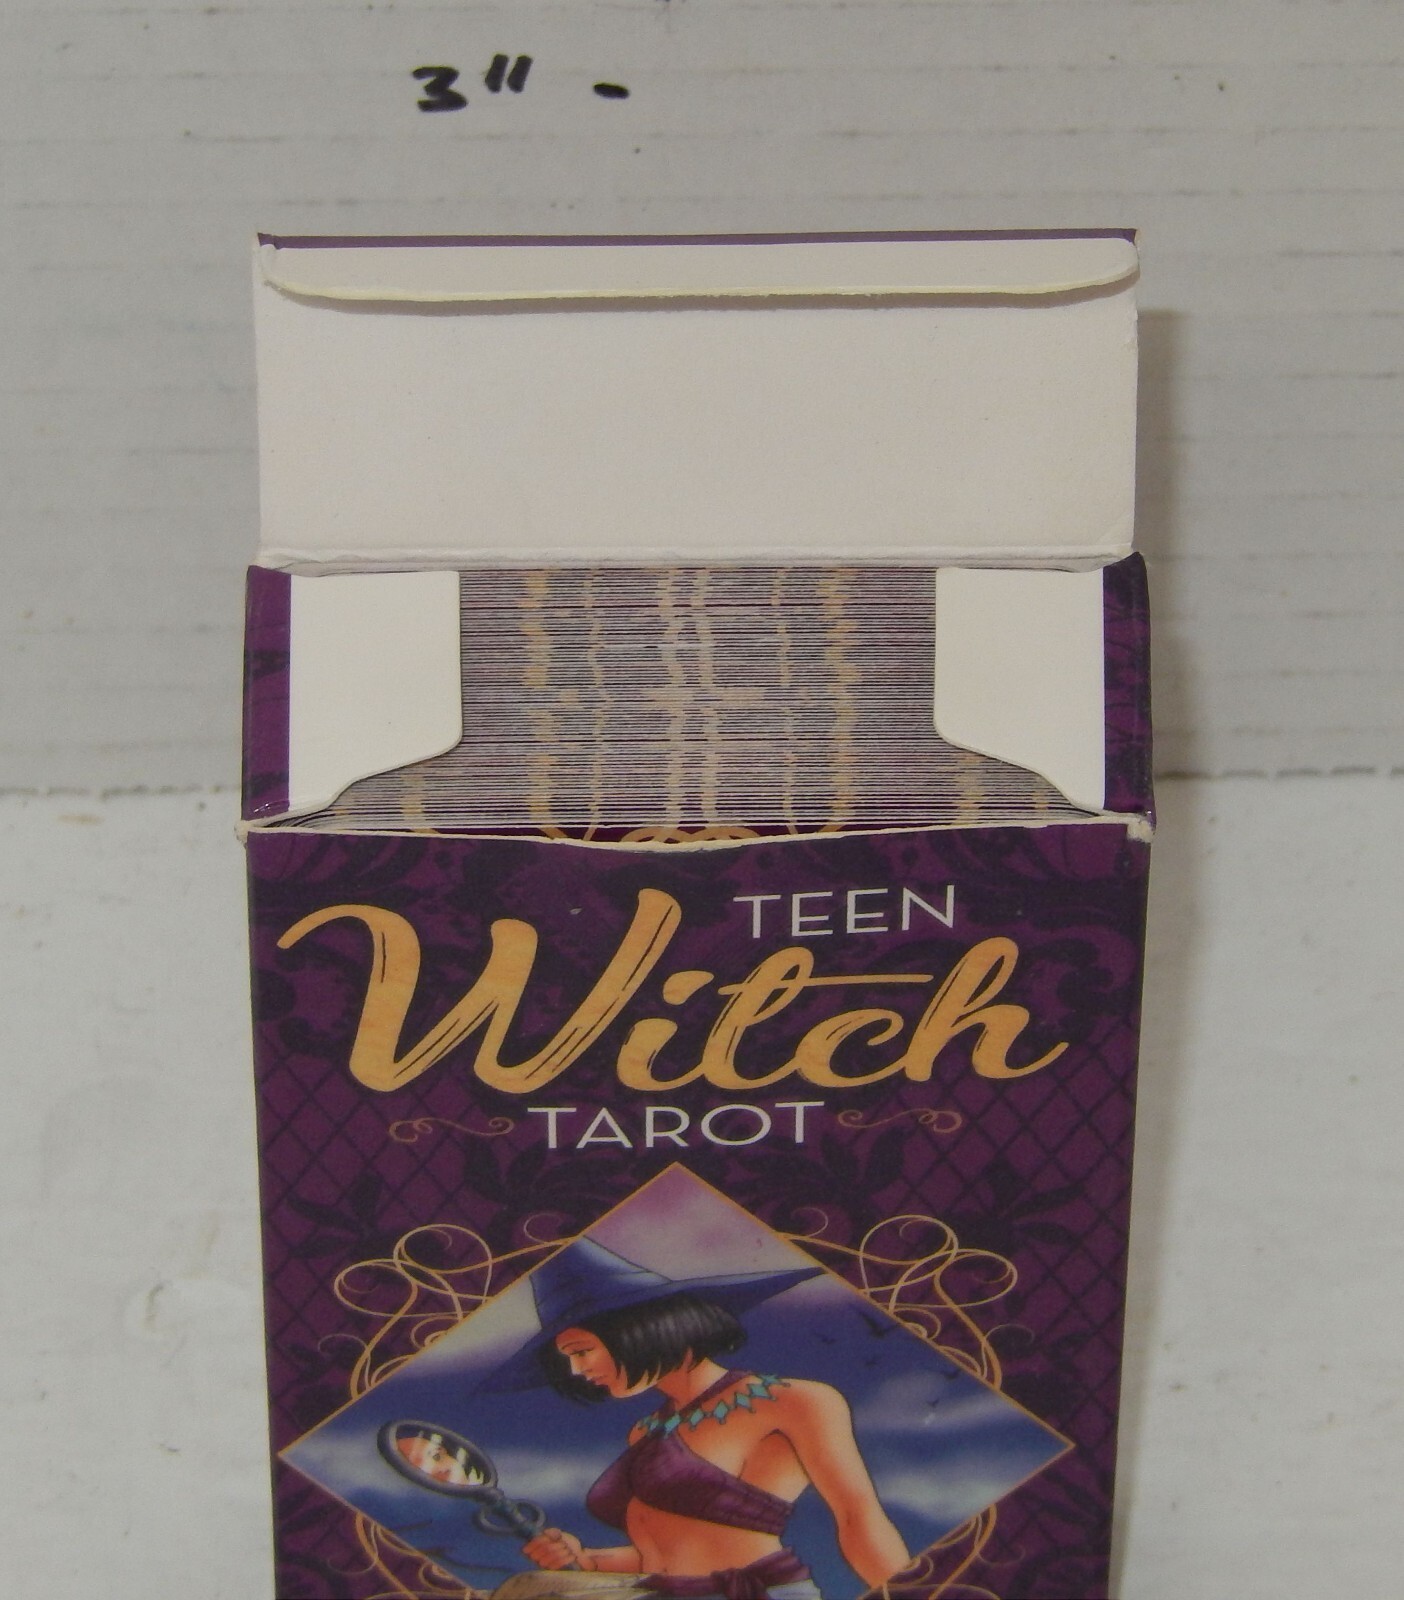 3" -
TEEN
Witch
TAROT